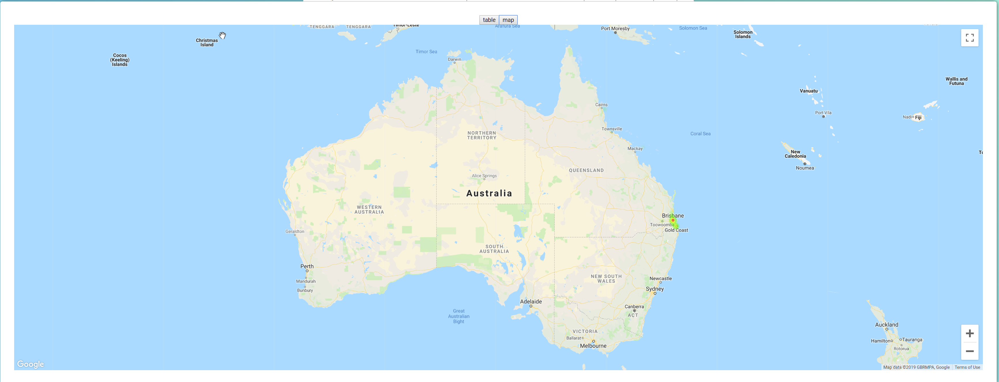 table map
TENGGARA
TENGGARA
Timor-Leste
Arafura Sea
Port Moresby
Solomon Sea
Solomon
Islands
Christmas
Island
Cocos
(Keeling)
Islands
Timor Sea
Darwin
Wallis and
Futuna
Vanuatu
Cairns
Port Vila
Nadi
Fiji
Townsville
NORTHERN
TERRITORY
Coral Sea
Mackay
New
Caledonia
Noumea
QUEENSLAND
Alice Springs
Australia
WESTERN
AUSTRALIA
Brisbane
Toowoomba
Gold Coast
Geraldton
SOUTH
AUSTRALIA
Perth
Mandurah
Bunbury
NEW SOUTH
WALES
Newcastle
Sydney
Adelaide
Canberra
ACT
Great
Australian
Bight
VICTORIA
Ballarat
Melbourne
Auckland
Hamilton
Tauranga
Rotorua
Google
Map data ©2019 GBRMPA, Google
Terms of Use